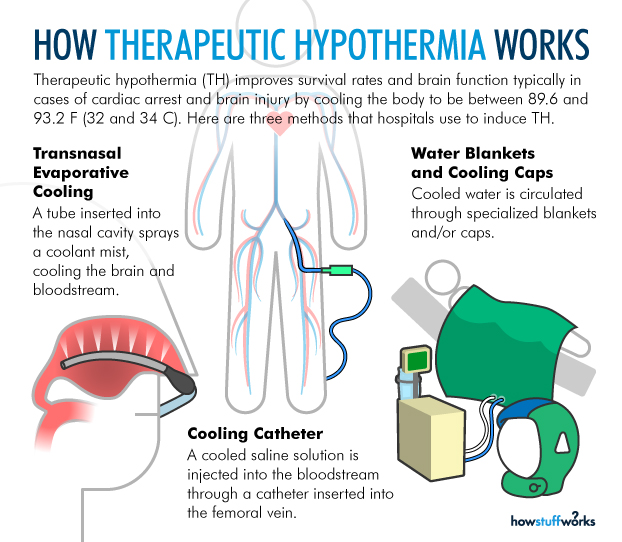 HOW THERAPEUTIC HYPOTHERMIA WORKS
Therapeutic hypothermia (TH) improves survival rates and brain function typically in
cases of cardiac arrest and brain injury by cooling the body to be between 89.6 and
93.2 F (32 and 34 C). Here are three methods that hospitals use to induce TH.
Transnasal
Evaporative
Cooling
A tube inserted into
the nasal cavity sprays
a coolant mist,
cooling the brain and
bloodstream.
Water Blankets
and Cooling Caps
Cooled water is circulated
through specialized blankets
and/or caps.
Cooling Catheter
A cooled saline solution is
injected into the bloodstream
through a catheter inserted into
the femoral vein.
howstuffworks